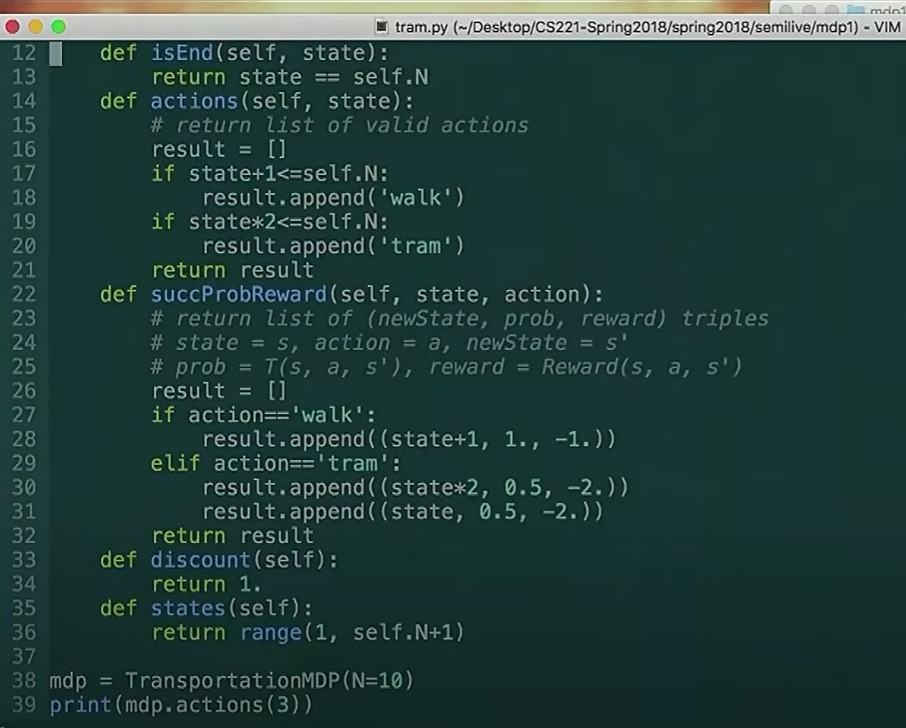 mdp1
tram.py (~/Desktop/CS221-Spring2018/spring2018/semilive/mdp1) - VIM
12     def isEnd(self, state):
13         return state == self.N
14     def actions(self, state):
15         # return list of valid actions
16         result = []
17         if state+1<=self.N:
18             result.append('walk')
19         if state*2<=self.N:
20             result.append('tram')
21         return result
22     def succProbReward(self, state, action):
23         # return list of (newState, prob, reward) triples
24         # state = s, action = a, newState = s'
25         # prob = T(s, a, s'), reward = Reward(s, a, s')
26         result = []
27         if action=='walk':
28             result.append((state+1, 1., -1.))
29         elif action=='tram':
30             result.append((state*2, 0.5, -2.))
31             result.append((state, 0.5, -2.))
32         return result
33     def discount(self):
34         return 1.
35     def states(self):
36         return range(1, self.N+1)
37
38 mdp = TransportationMDP(N=10)
39 print(mdp.actions(3))